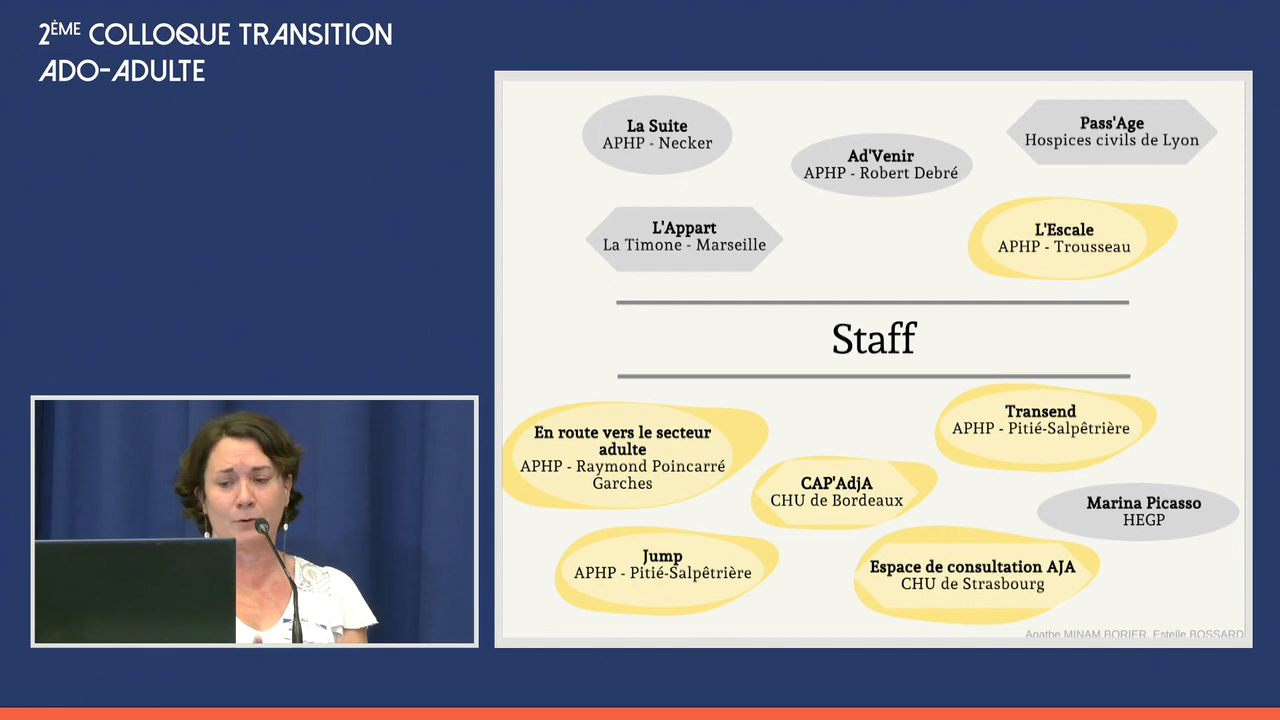 2ÈME COLLOQUE TRANSITION
ADO-ADULTE
La Suite
APHP - Necker
Ad'Venir
APHP - Robert Debré
Pass'Age
Hospices civils de Lyon
L'Appart
La Timone - Marseille
L'Escale
APHP - Trousseau
Staff
En route vers le secteur
adulte
APHP - Raymond Poincarré
Garches
CAP'AdjA
CHU de Bordeaux
Transend
APHP - Pitié-Salpêtrière
Marina Picasso
HEGP
Jump
APHP - Pitié-Salpêtrière
Espace de consultation AJA
CHU de Strasbourg
Agathe MINAM BORIER, Estelle BOSSARD